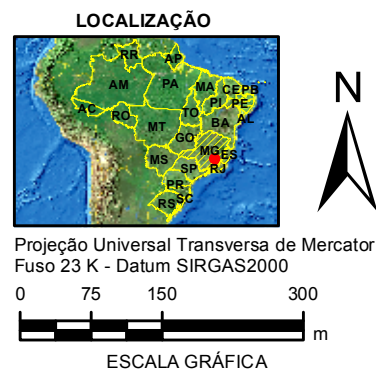 LOCALIZAÇÃO
RR AP
AM PA MA CE PB
PI PE
AC RO TO AL
MT BA
GO
MG ES
MS SP RJ
PR
SC
RS
N
Projeção Universal Transversa de Mercator
Fuso 23 K - Datum SIRGAS2000
0 75 150 300
m
ESCALA GRÁFICA